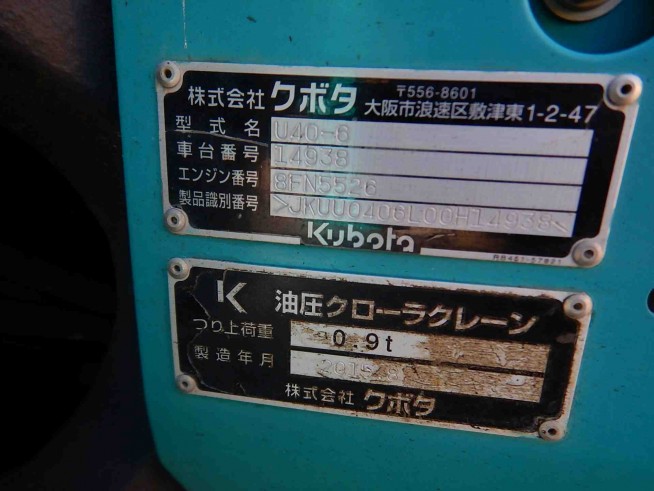 株式会社 クボタ 〒556-8601
大阪市浪速区敷津東1-2-47
型式名 U40-6
車台番号 14938
エンジン番号 8FN5526
製品識別番号 >JKUU0406L00H14938<
Kubota
K 油圧クローラクレーン
つり上荷重 0.9t
製造年月
株式会社 クボタ